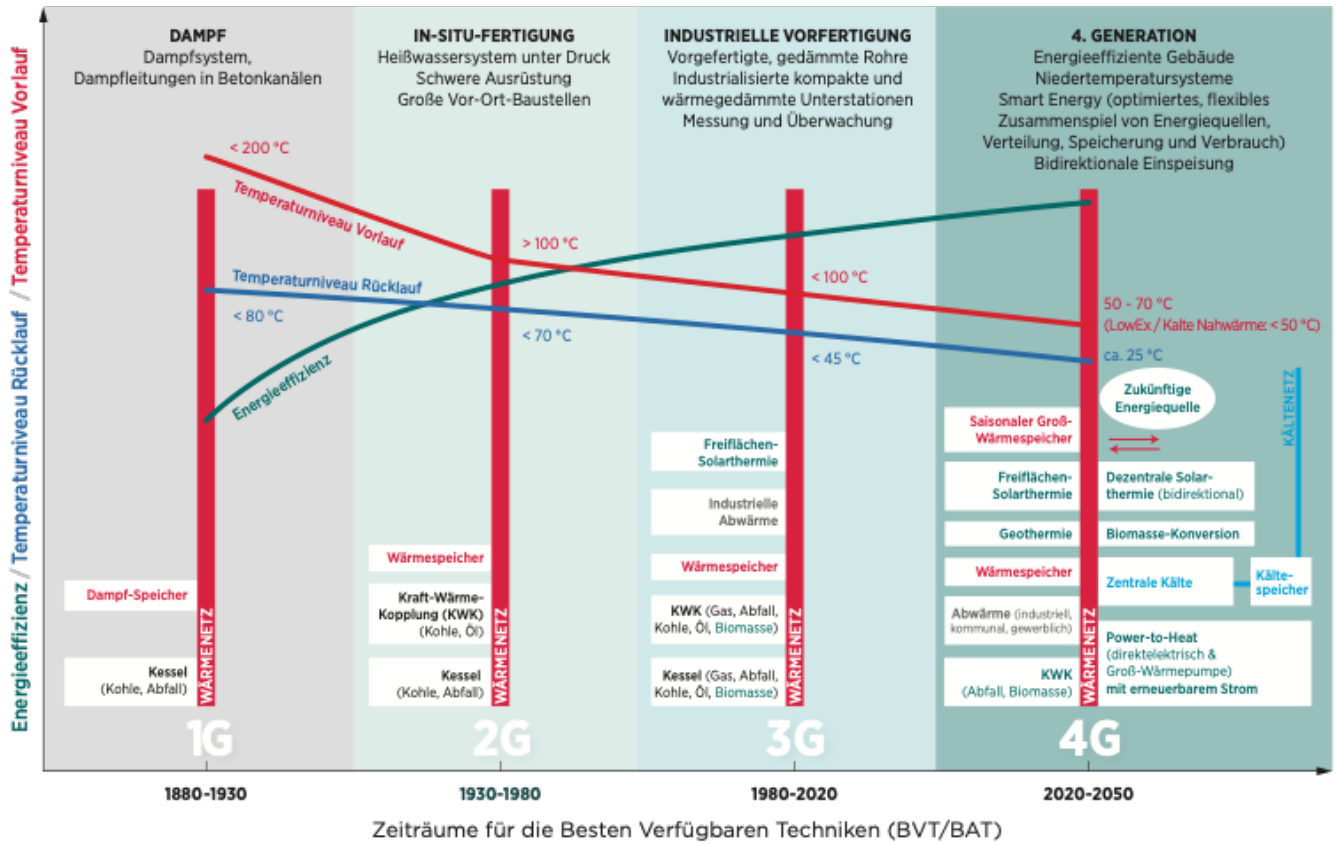 DAMPF
Dampfsystem,
Dampfleitungen in Betonkanälen
IN-SITU-FERTIGUNG
Heißwassersystem unter Druck
Schwere Ausrüstung
Große Vor-Ort-Baustellen
INDUSTRIELLE VORFERTIGUNG
Vorgefertigte, gedämmte Rohre
Industrialisierte kompakte und
wärmegedämmte Unterstationen
Messung und Überwachung
4. GENERATION
Energieeffiziente Gebäude
Niedertemperatursysteme
Smart Energy (optimiertes, flexibles
Zusammenspiel von Energiequellen,
Verteilung, Speicherung und Verbrauch)
Bidirektionale Einspeisung
Energieeffizienz / Temperaturniveau Rücklauf / Temperaturniveau Vorlauf
< 200 °C
Temperaturniveau Vorlauf
> 100 °C
< 100 °C
50 - 70 °C
(LowEx / Kalte Nahwärme: < 50 °C)
Temperaturniveau Rücklauf
< 80 °C
< 70 °C
< 45 °C
ca. 25 °C
Energieeffizienz
Dampf-Speicher
Kessel
(Kohle, Abfall)
WÄRMENETZ
1G
Wärmespeicher
Kraft-Wärme-
Kopplung (KWK)
(Kohle, Öl)
Kessel
(Kohle, Abfall)
WÄRMENETZ
2G
Freiflächen-
Solarthermie
Industrielle
Abwärme
Wärmespeicher
KWK (Gas, Abfall,
Kohle, Öl, Biomasse)
Kessel (Gas, Abfall,
Kohle, Öl, Biomasse)
WÄRMENETZ
3G
Saisonaler Groß-
Wärmespeicher
Freiflächen-
Solarthermie
Geothermie
Wärmespeicher
Abwärme (industriell,
kommunal, gewerblich)
KWK
(Abfall, Biomasse)
WÄRMENETZ
Zukünftige
Energiequelle
Dezentrale Solar-
thermie (bidirektional)
Biomasse-Konversion
Zentrale Kälte
Kälte-
speicher
KÄLTENETZ
Power-to-Heat
(direktelektrisch &
Groß-Wärmepumpe)
mit erneuerbarem Strom
4G
1880-1930
1930-1980
1980-2020
2020-2050
Zeiträume für die Besten Verfügbaren Techniken (BVT/BAT)